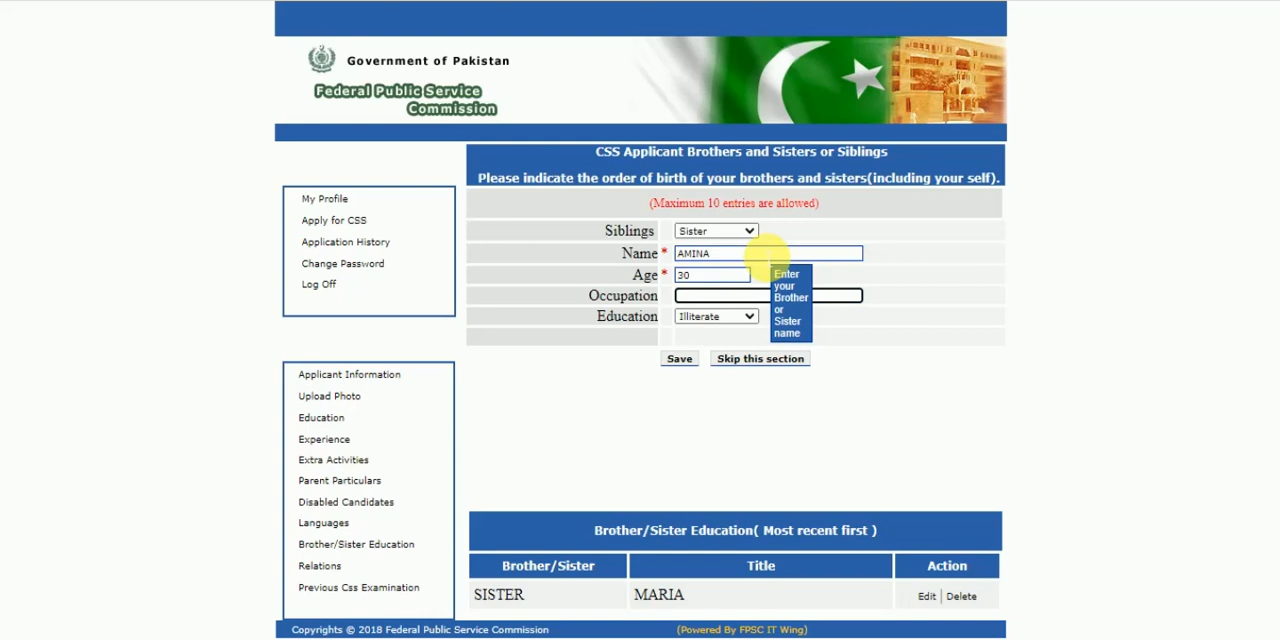 Government of Pakistan
Federal Public Service
Commission
CSS Applicant Brothers and Sisters or Siblings
Please indicate the order of birth of your brothers and sisters(including your self).
(Maximum 10 entries are allowed)
My Profile
Apply for CSS
Application History
Change Password
Log Off
Siblings Sister
Name * AMINA
Age * 30
Enter
your
Brother
or
Sister
name
Occupation
Education Illiterate
Save Skip this section
Applicant Information
Upload Photo
Education
Experience
Extra Activities
Parent Particulars
Disabled Candidates
Languages
Brother/Sister Education
Relations
Previous Css Examination
Brother/Sister Education( Most recent first )
Brother/Sister Title Action
SISTER MARIA Edit | Delete
Copyrights © 2018 Federal Public Service Commission (Powered By FPSC IT Wing)